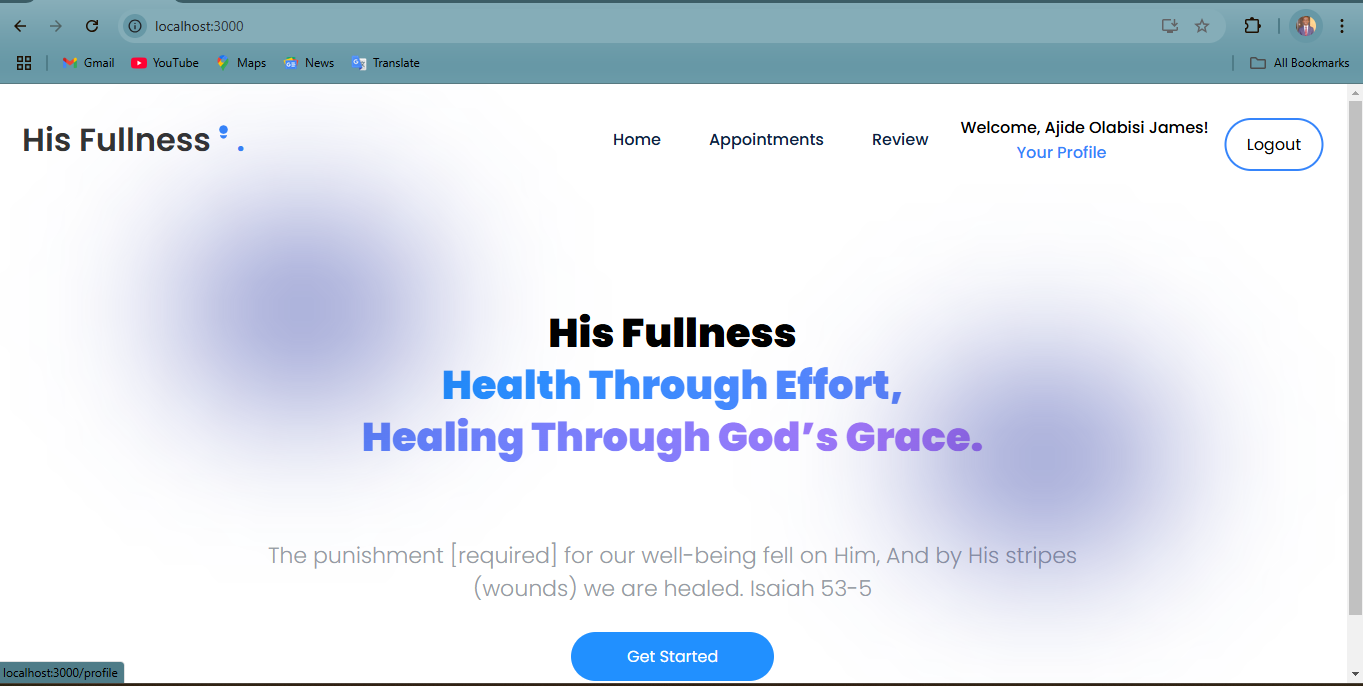 localhost:3000
Gmail YouTube Maps News Translate All Bookmarks
His Fullness .
Home Appointments Review Welcome, Ajide Olabisi James! Logout
Your Profile
His Fullness
Health Through Effort,
Healing Through God’s Grace.
The punishment [required] for our well-being fell on Him, And by His stripes
(wounds) we are healed. Isaiah 53-5
Get Started
localhost:3000/profile